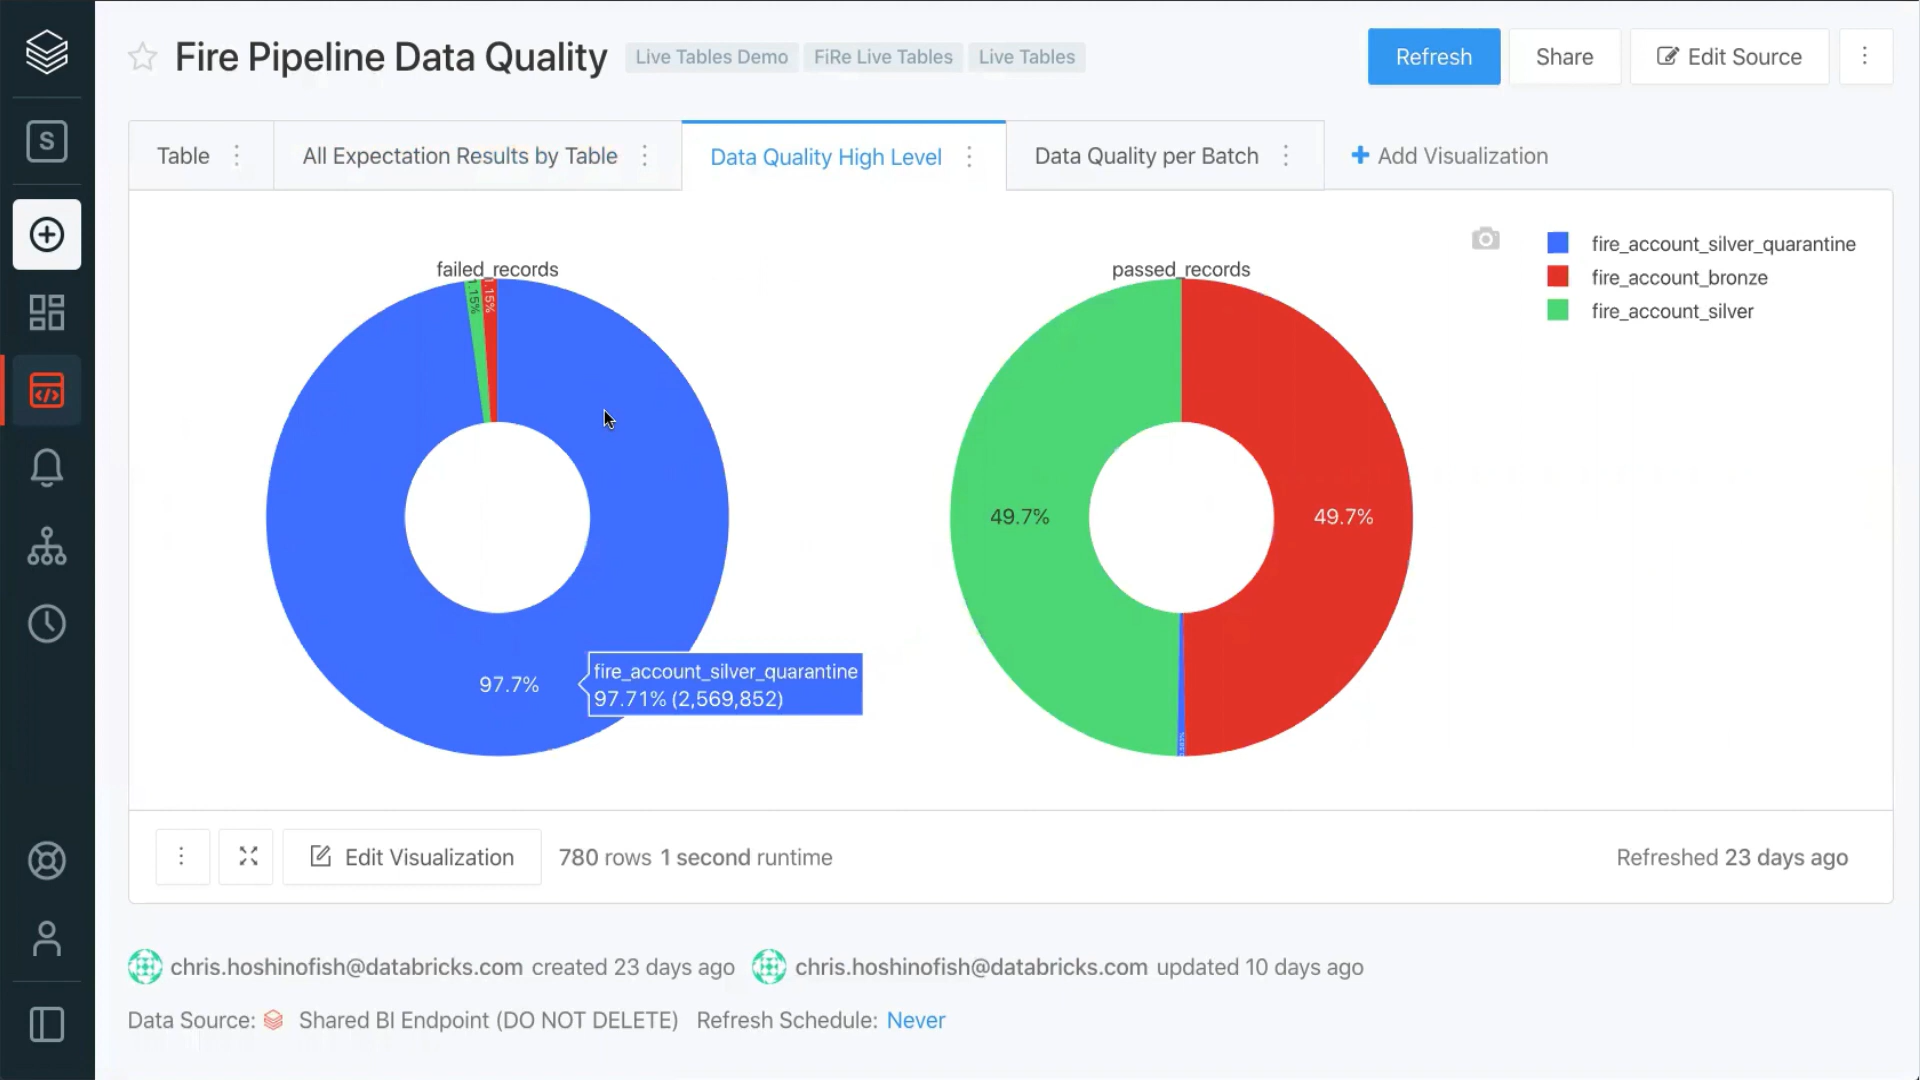 Fire Pipeline Data Quality
Live Tables Demo
FiRe Live Tables
Live Tables
Refresh
Share
Edit Source
S
Table
All Expectation Results by Table
Data Quality High Level
Data Quality per Batch
Add Visualization
failed_records
passed_records
fire_account_silver_quarantine
fire_account_bronze
fire_account_silver
49.7%
49.7%
97.7%
fire_account_silver_quarantine
97.71% (2,569,852)
Edit Visualization
780 rows 1 second runtime
Refreshed 23 days ago
chris.hoshinofish@databricks.com created 23 days ago
chris.hoshinofish@databricks.com updated 10 days ago
Data Source: Shared BI Endpoint (DO NOT DELETE) Refresh Schedule: Never